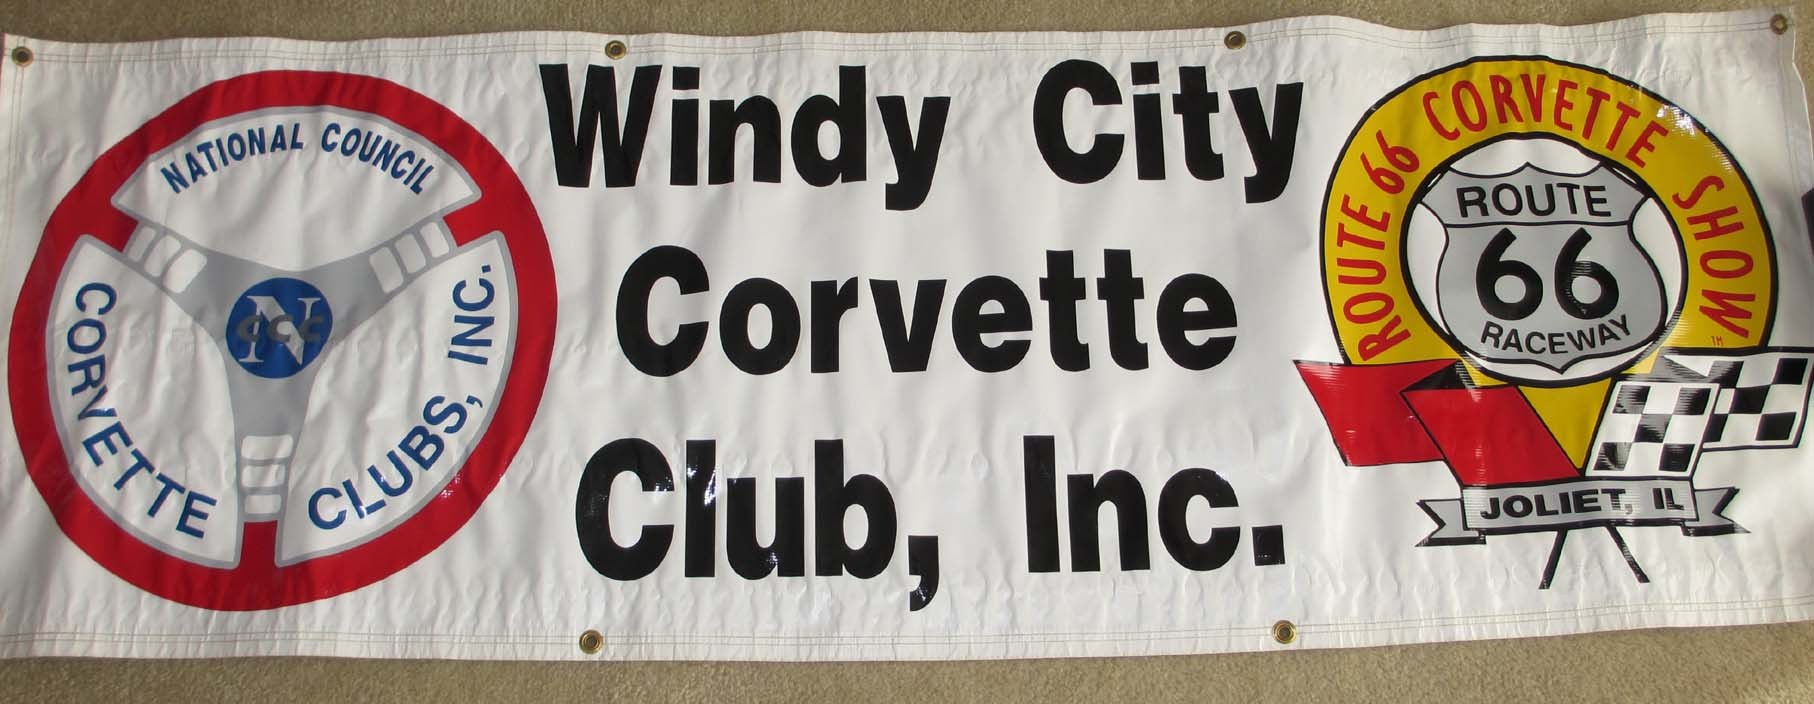 NATIONAL COUNCIL
CORVETTE
CLUBS, INC.
NCCC
Windy City
Corvette
Club, Inc.
ROUTE 66 CORVETTE SHOW
TM
ROUTE
66
RACEWAY
JOLIET, IL